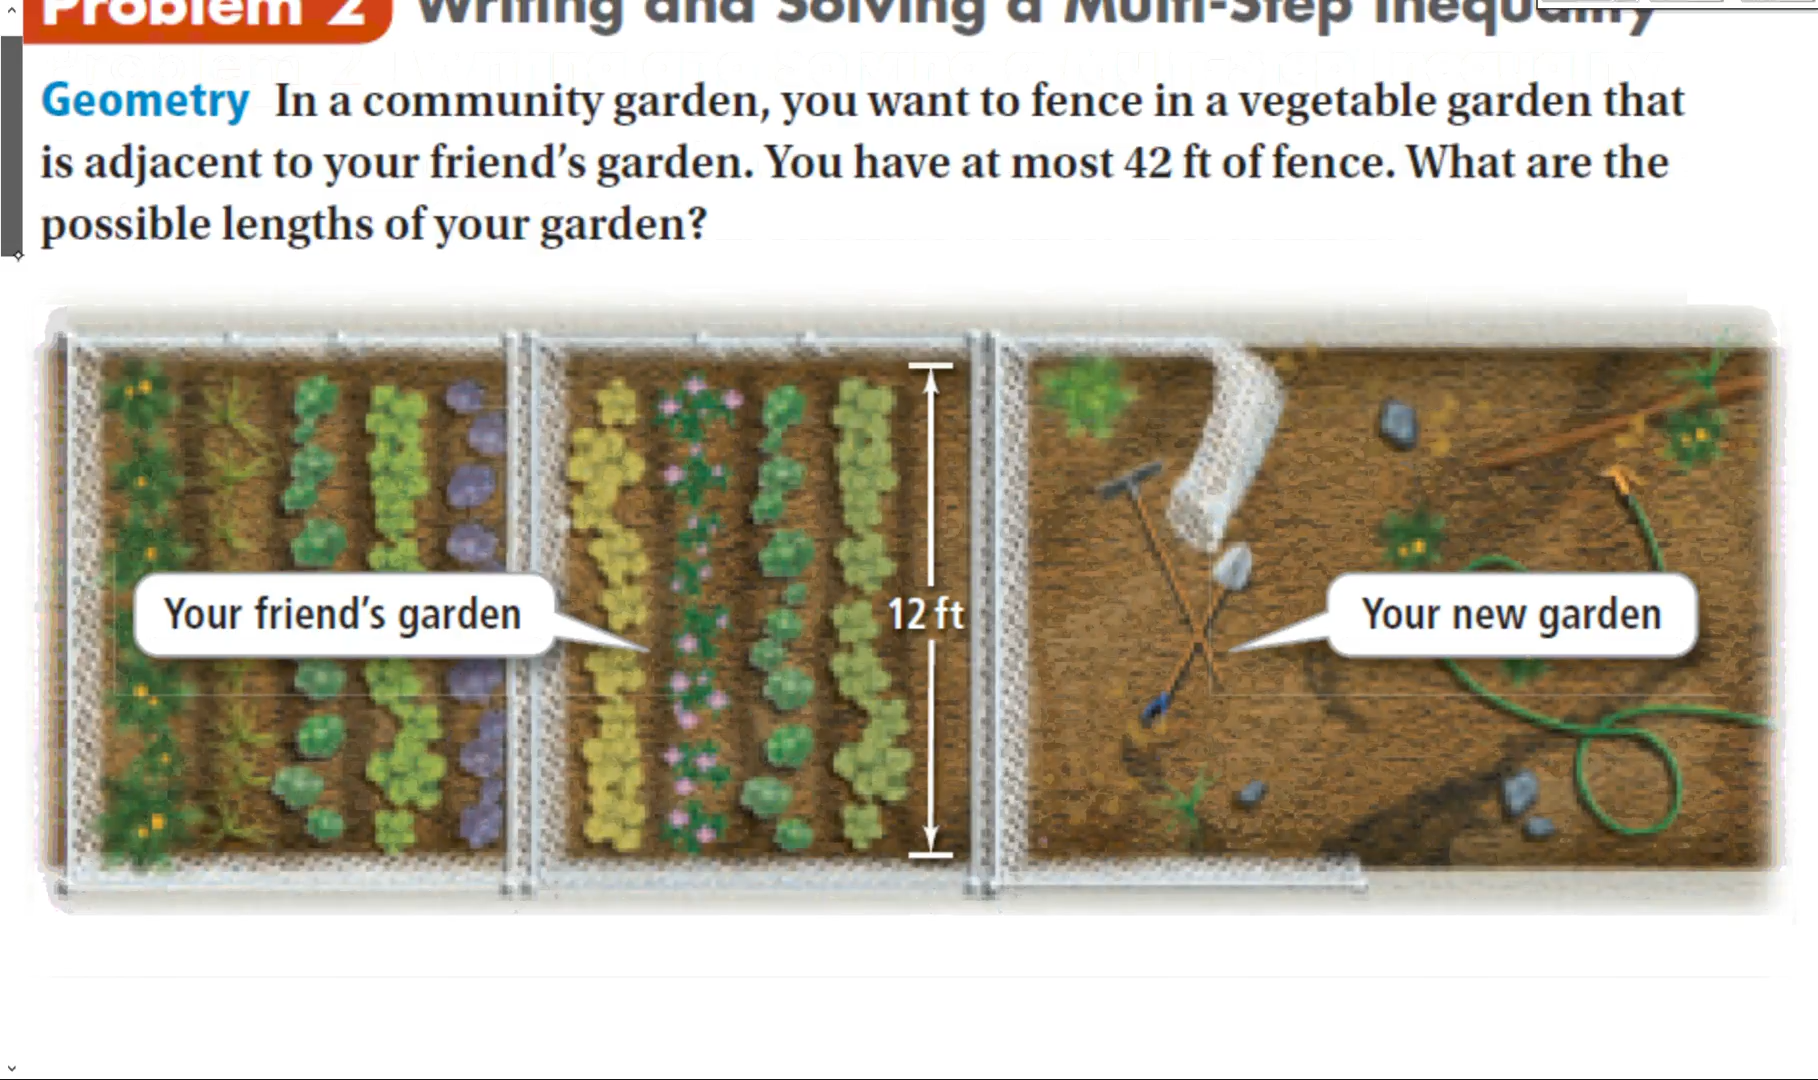 Problem 2 Writing and Solving a Multi-Step Inequality
Geometry In a community garden, you want to fence in a vegetable garden that
is adjacent to your friend's garden. You have at most 42 ft of fence. What are the
possible lengths of your garden?
Your friend's garden
12 ft
Your new garden